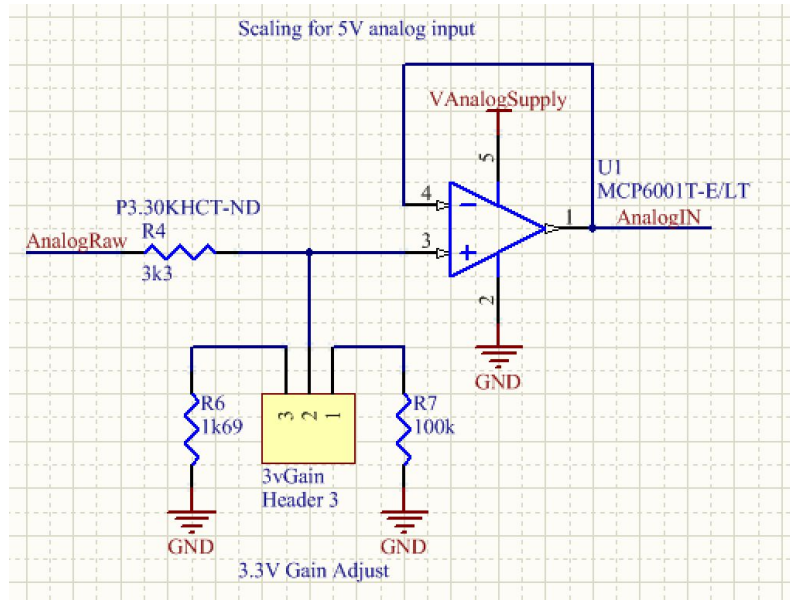 Scaling for 5V analog input
VAnalogSupply
5
U1
MCP6001T-E/LT
4
1
AnalogIN
P3.30KHCT-ND
R4
AnalogRaw
3
3k3
2
GND
R6
1k69
3 2 1
R7
100k
3vGain
Header 3
GND
GND
3.3V Gain Adjust